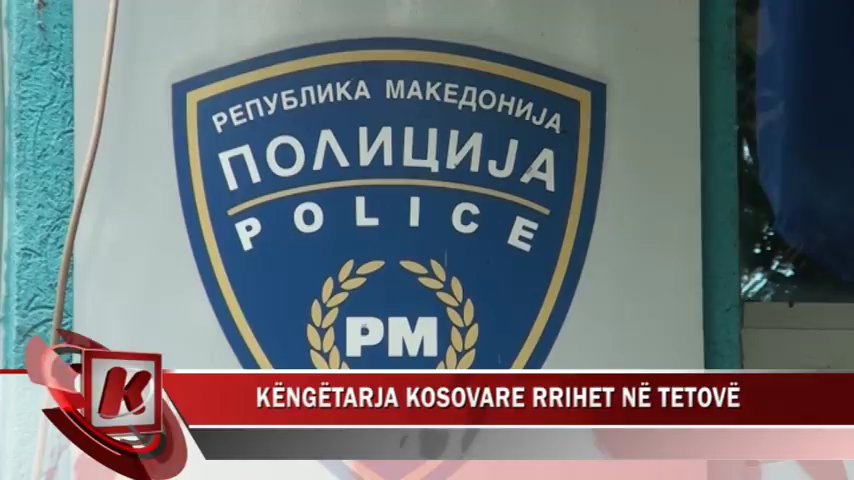 РЕПУБЛИКА МАКЕДОНИЈА
ПОЛИЦИЈА
POLICE
РМ
K
KËNGËTARJA KOSOVARE RRIHET NË TETOVË